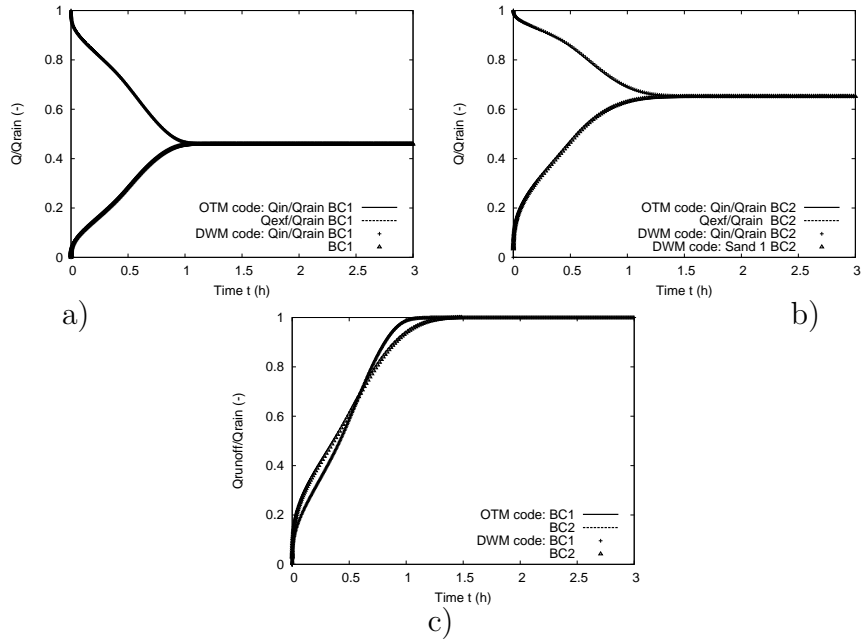 1
0.8
0.6
0.4
0.2
0
Q/Qrain (-)
OTM code: Qin/Qrain BC1
Qexf/Qrain BC1
DWM code: Qin/Qrain BC1
BC1
0 0.5 1 1.5 2 2.5 3
Time t (h)
a)
1
0.8
0.6
0.4
0.2
0
Q/Qrain (-)
OTM code: Qin/Qrain BC2
Qexf/Qrain BC2
DWM code: Qin/Qrain BC2
DWM code: Sand 1 BC2
0 0.5 1 1.5 2 2.5 3
Time t (h)
b)
1
0.8
0.6
0.4
0.2
0
Qrunoff/Qrain (-)
OTM code: BC1
BC2
DWM code: BC1
BC2
0 0.5 1 1.5 2 2.5 3
Time t (h)
c)